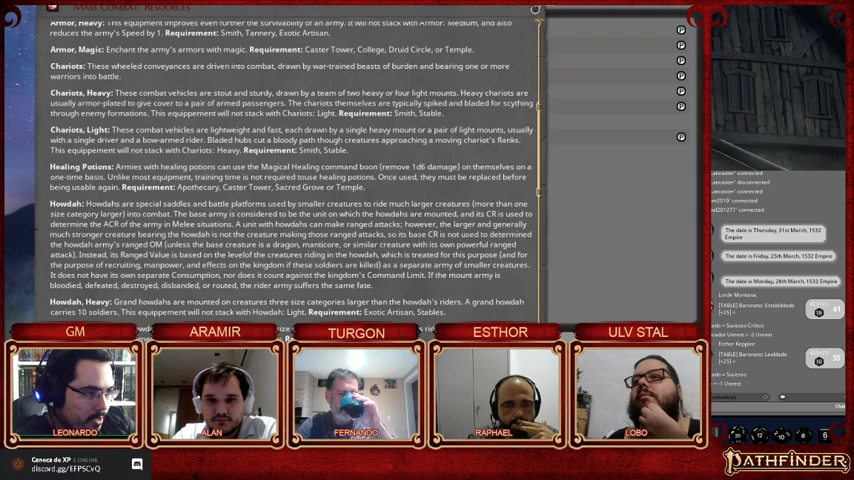 MASS COMBAT: RESOURCES
Armor, Heavy: This equipment improves even further the survivability of an army. It will not stack with Armor: Medium, and also
reduces the army's Speed by 1. Requirement: Smith, Tannery, Exotic Artisan.
Armor, Magic: Enchant the army's armors with magic. Requirement: Caster Tower, College, Druid Circle, or Temple.
Chariots: These wheeled conveyances are driven into combat, drawn by war-trained beasts of burden and bearing one or more
warriors into battle.
Chariots, Heavy: These combat vehicles are stout and sturdy, drawn by a team of two heavy or four light mounts. Heavy chariots are
usually armor-plated to give cover to a pair of armed passengers. The chariots themselves are typically spiked and bladed for scything
through enemy formations. This equippement will not stack with Chariots: Light. Requirement: Smith, Stable.
Chariots, Light: These combat vehicles are lightweight and fast, each drawn by a single heavy mount or a pair of light mounts, usually
with a single driver and a bow-armed rider. Bladed hubs cut a bloody path though creatures approaching a moving chariot's flanks.
This equippement will not stack with Chariots: Heavy. Requirement: Smith, Stable.
Healing Potions: Armies with healing potions can use the Magical Healing command boon (remove 1d6 damage) on themselves on a
one-time basis. Unlike most equipment, training time is not required touse healing potions. Once used, they must be replaced before
being usable again. Requirement: Apothecary, Caster Tower, Sacred Grove or Temple.
Howdah: Howdahs are special saddles and battle platforms used by smaller creatures to ride much larger creatures (more than one
size category larger) into combat. The base army is considered to be the unit on which the howdahs are mounted, and its CR is used to
determine the ACR of the army in Melee situations. A unit with howdahs can make ranged attacks; however, the larger and generally
much stronger creature bearing the howdah is not the creature making those ranged attacks, so its base CR is not used to determined
the howdah army's ranged OM (unless the base creature is a dragon, manticore, or similar creature with its own powerful ranged
attack). Instead, its Ranged Value is based on the levelof the creatures riding in the howdah, which is treated for this purpose (and for
the purpose of recruiting, manpower, and effects on the kingdom if these soldiers are killed) as a separate army of smaller creatures.
It does not have its own separate Consumption, nor does it count against the kingdom's Command Limit. If the mount army is
bloodied, defeated, destroyed, disbanded, or routed, the rider army suffers the same fate.
Howdah, Heavy: Grand howdahs are mounted on creatures three size categories larger than the howdah's riders. A grand howdah
carries 10 soldiers. This equippement will not stack with Howdah: Light. Requirement: Exotic Artisan, Stables.
Lancaster' connected
Lancaster' disconnected
Lancaster' connected
The date is Thursday, 31st March, 1532
Empire
The date is Friday, 25th March, 1532 Empire
The date is Monday, 28th March, 1532 Empire
Lorde Montana:
[TABLE] Baronato: Estabilidade
[+25] =
16
41
= Sucesso Crítico
= -2 Unrest
Esther Keppler:
[TABLE] Baronato: Lealdade
[+25] =
10
35
= Sucesso
= -1 Unrest
Chat
20
12
10
8
6
GM
ARAMIR
TURGON
ESTHOR
ULV STAL
LEONARDO
ALAN
FERNANDO
RAPHAEL
LOBO
Caneca de XP
ONLINE
discord.gg/EFPSCvQ
PATHFINDER